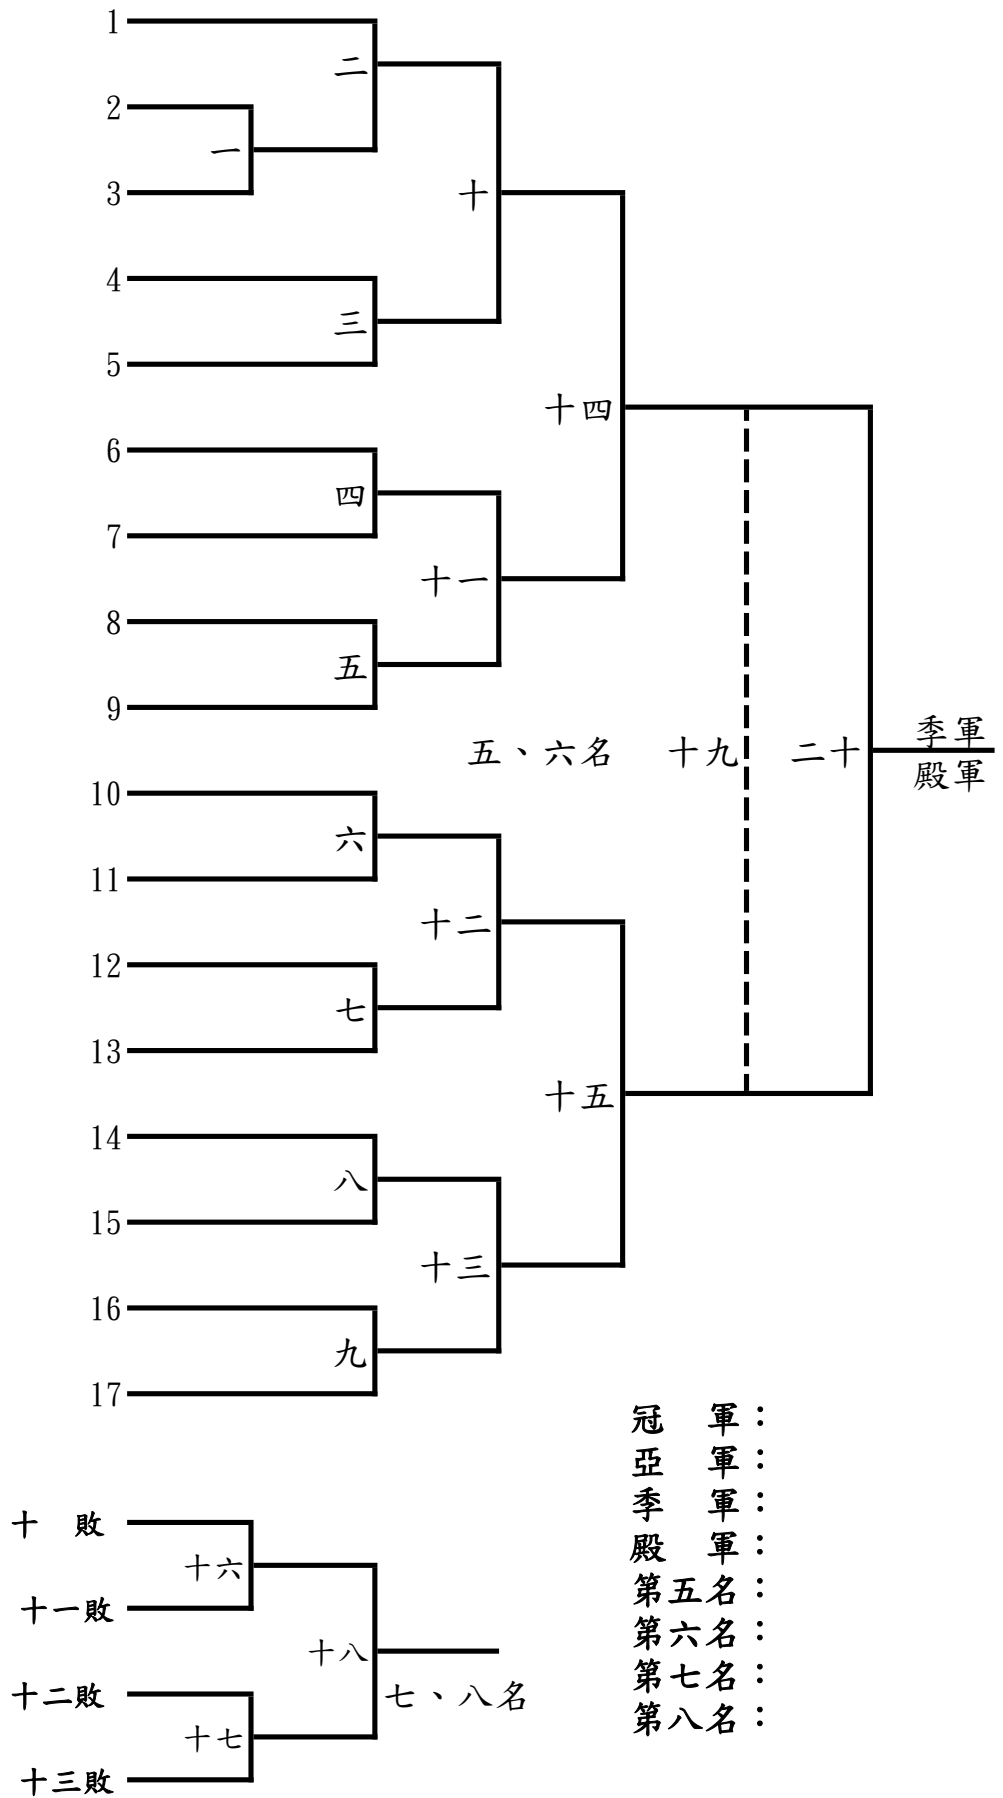 1
二
2
一
3
十
4
三
5
十四
6
四
7
十一
8
五
9
五、六名 十九 二十 季軍
殿軍
10
六
11
十二
12
七
13
十五
14
八
15
十三
16
九
17
冠 軍：
亞 軍：
季 軍：
殿 軍：
第五名：
第六名：
第七名：
第八名：
十 敗
十六
十一敗
十八
七、八名
十二敗
十七
十三敗